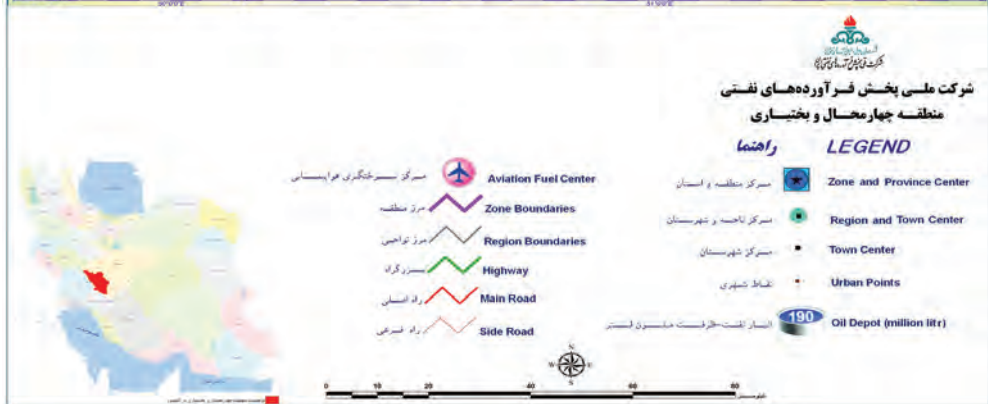 شرکت ملی پخش فرآورده‌های نفتی
منطقه چهارمحال و بختیاری
راهنما LEGEND
مرکز منطقه و استان Zone and Province Center
مرکز ناحیه و شهرستان Region and Town Center
مرکز شهرستان Town Center
نقاط شهری Urban Points
انبار نفت-ظرفیت میلیون لیتر 190 Oil Depot (million litr)
مرکز سوختگیری هواپیمایی Aviation Fuel Center
مرز منطقه Zone Boundaries
مرز نواحی Region Boundaries
بزرگراه Highway
راه اصلی Main Road
راه فرعی Side Road
N
W E
S
0 10 20 40 60 80